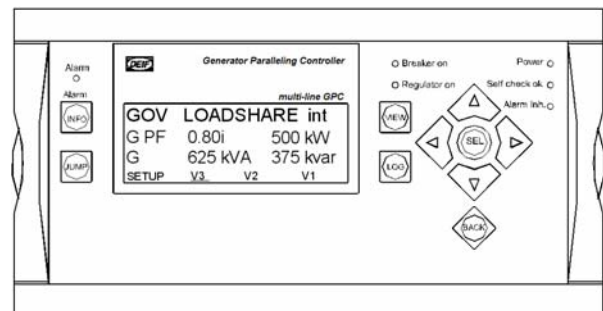 Alarm
Alarm
INFO
JUMP
DEIF
Generator Paralleling Controller
multi-line GPC
GOV LOADSHARE int
G PF 0.80i 500 kW
G 625 kVA 375 kvar
SETUP V3 V2 V1
Breaker on
Regulator on
Power
Self check ok
Alarm Inh.
VIEW
LOG
SEL
BACK